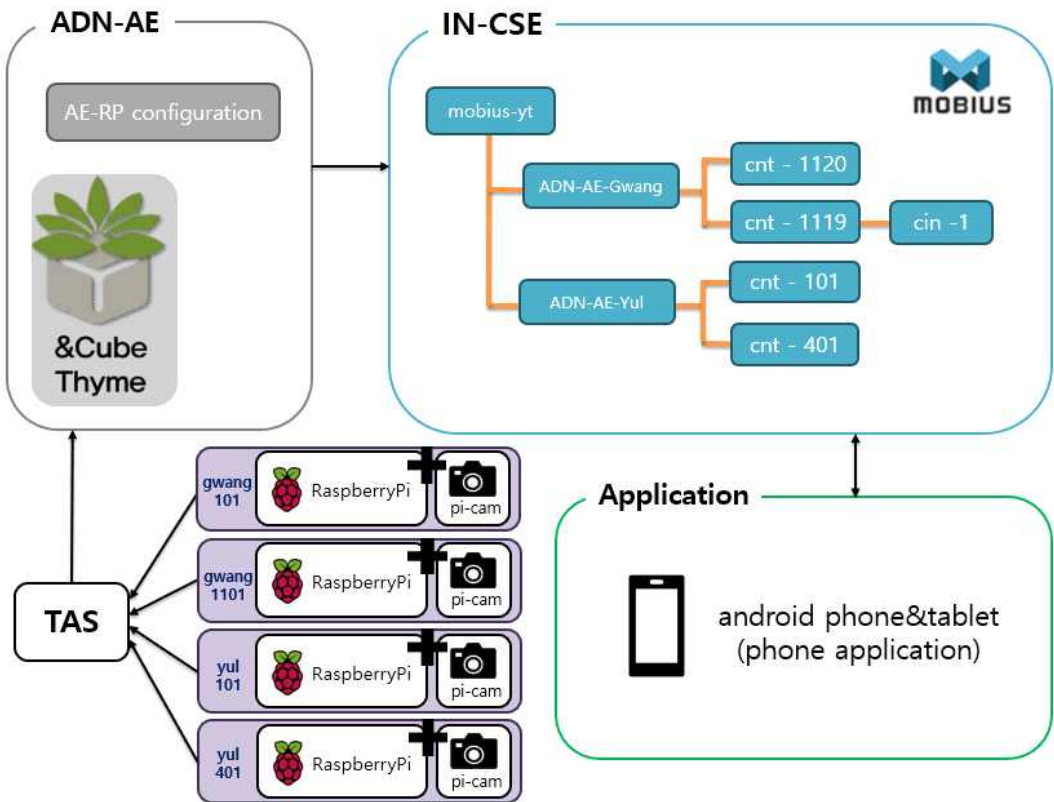 ADN-AE
AE-RP configuration
&Cube
Thyme
IN-CSE
MOBIUS
mobius-yt
ADN-AE-Gwang
cnt - 1120
cnt - 1119
cin -1
ADN-AE-Yul
cnt - 101
cnt - 401
TAS
gwang
101
RaspberryPi
pi-cam
gwang
1101
RaspberryPi
pi-cam
yul
101
RaspberryPi
pi-cam
yul
401
RaspberryPi
pi-cam
Application
android phone&tablet
(phone application)